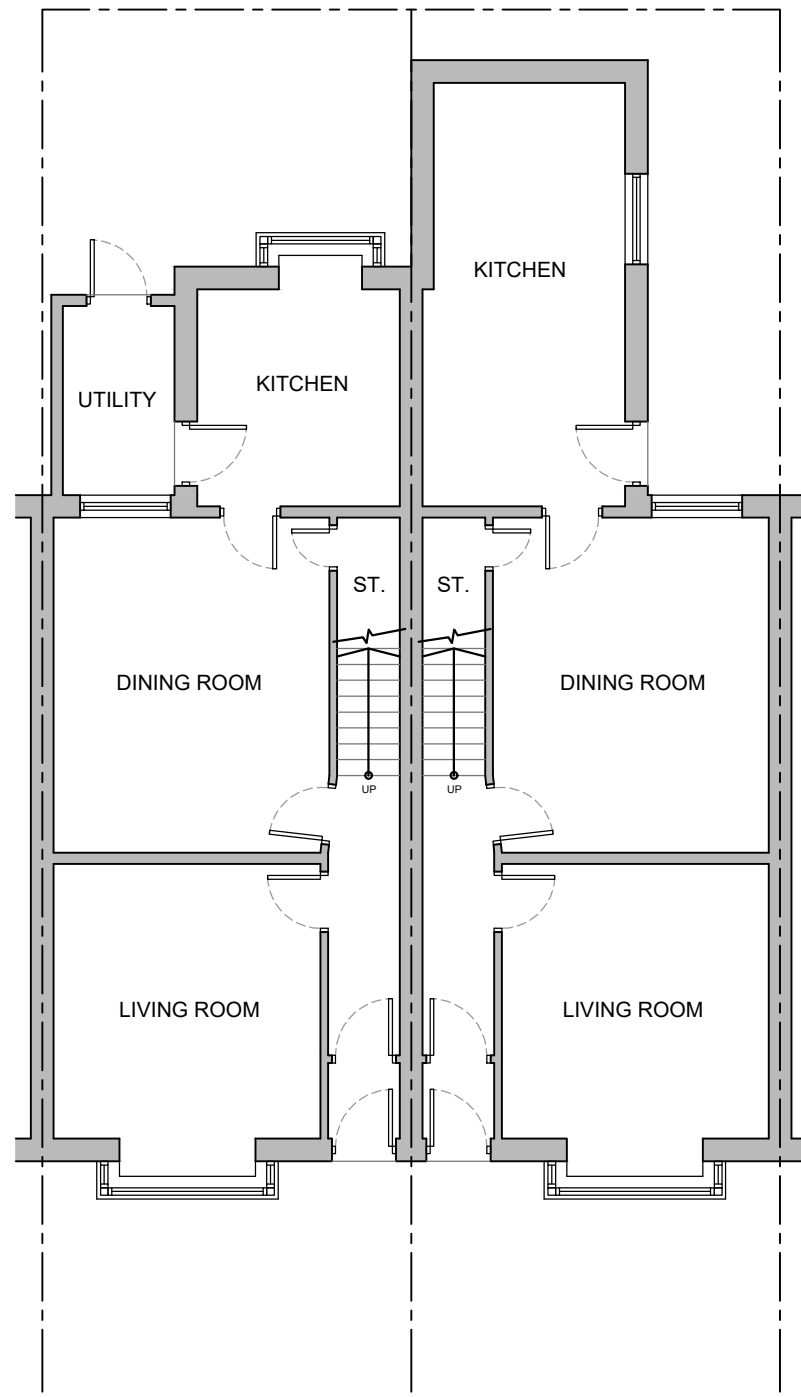 KITCHEN
KITCHEN
UTILITY
ST.
ST.
DINING ROOM
DINING ROOM
UP
UP
LIVING ROOM
LIVING ROOM